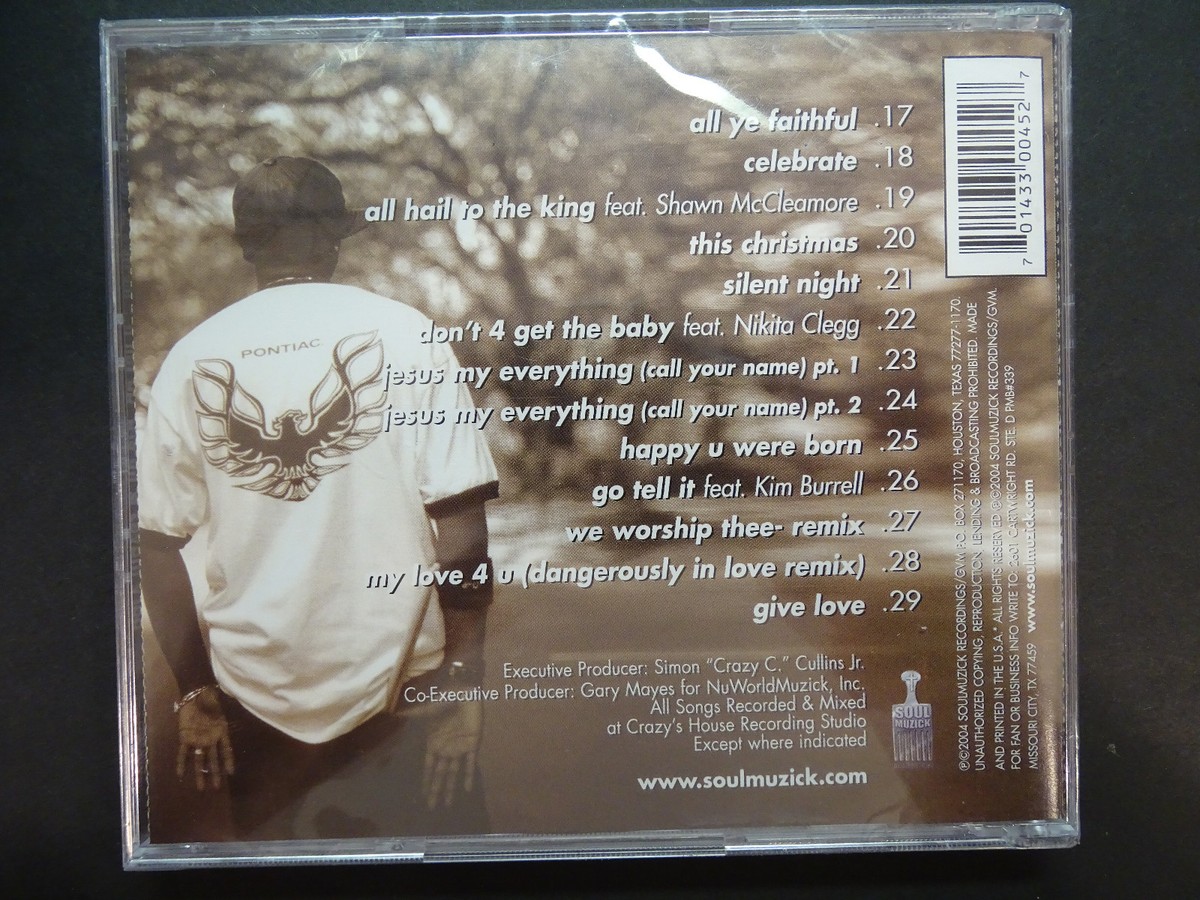 all ye faithful .17
celebrate .18
all hail to the king feat. Shawn McCleamore .19
this christmas .20
silent night .21
don't 4 get the baby feat. Nikita Clegg .22
jesus my everything (call your name) pt. 1 .23
jesus my everything (call your name) pt. 2 .24
happy u were born .25
go tell it feat. Kim Burrell .26
we worship thee- remix .27
my love 4 u (dangerously in love remix) .28
give love .29
PONTIAC
Executive Producer: Simon "Crazy C." Cullins Jr.
Co-Executive Producer: Gary Mayes for NuWorldMuzick, Inc.
All Songs Recorded & Mixed
at Crazy's House Recording Studio
Except where indicated
www.soulmuzick.com
SOUL
MUZICK
7 01433 00452 7
℗©2004 SOULMUZICK RECORDINGS/GVM P.O. BOX 271170, HOUSTON, TEXAS 77277-1170.
UNAUTHORIZED COPYING, REPRODUCTION, LENDING & BROADCASTING PROHIBITED. MADE
AND PRINTED IN THE U.S.A.* ALL RIGHTS RESERVED ℗©2004 SOULMUZICK RECORDINGS/GVM.
FOR FAN OR BUSINESS INFO WRITE TO: 2601 CARTWRIGHT RD. STE. D PMB#339
MISSOURI CITY, TX 77459 www.soulmuzick.com